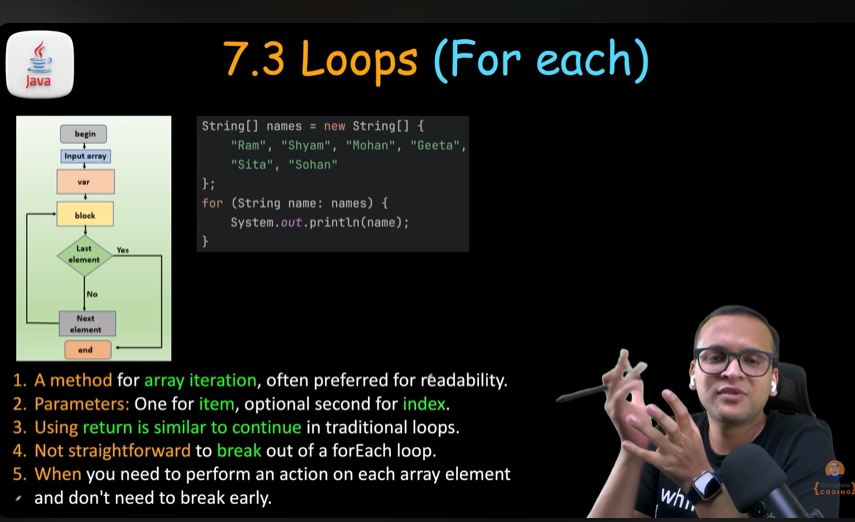 Java
7.3 Loops (For each)
begin
Input array
var
block
Last
element
Yes
No
Next
element
end
String[] names = new String[] {
"Ram", "Shyam", "Mohan", "Geeta",
"Sita", "Sohan"
};
for (String name: names) {
System.out.println(name);
}
1. A method for array iteration, often preferred for readability.
2. Parameters: One for item, optional second for index.
3. Using return is similar to continue in traditional loops.
4. Not straightforward to break out of a forEach loop.
5. When you need to perform an action on each array element
and don't need to break early.
CODING